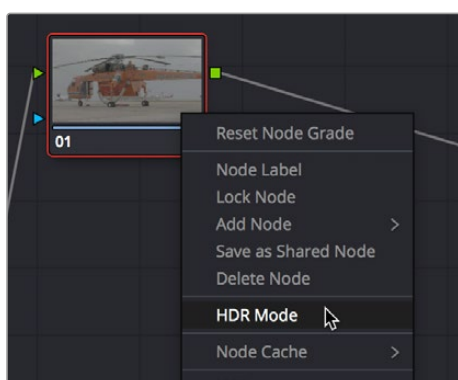 01
Reset Node Grade
Node Label
Lock Node
Add Node >
Save as Shared Node
Delete Node
HDR Mode
Node Cache >